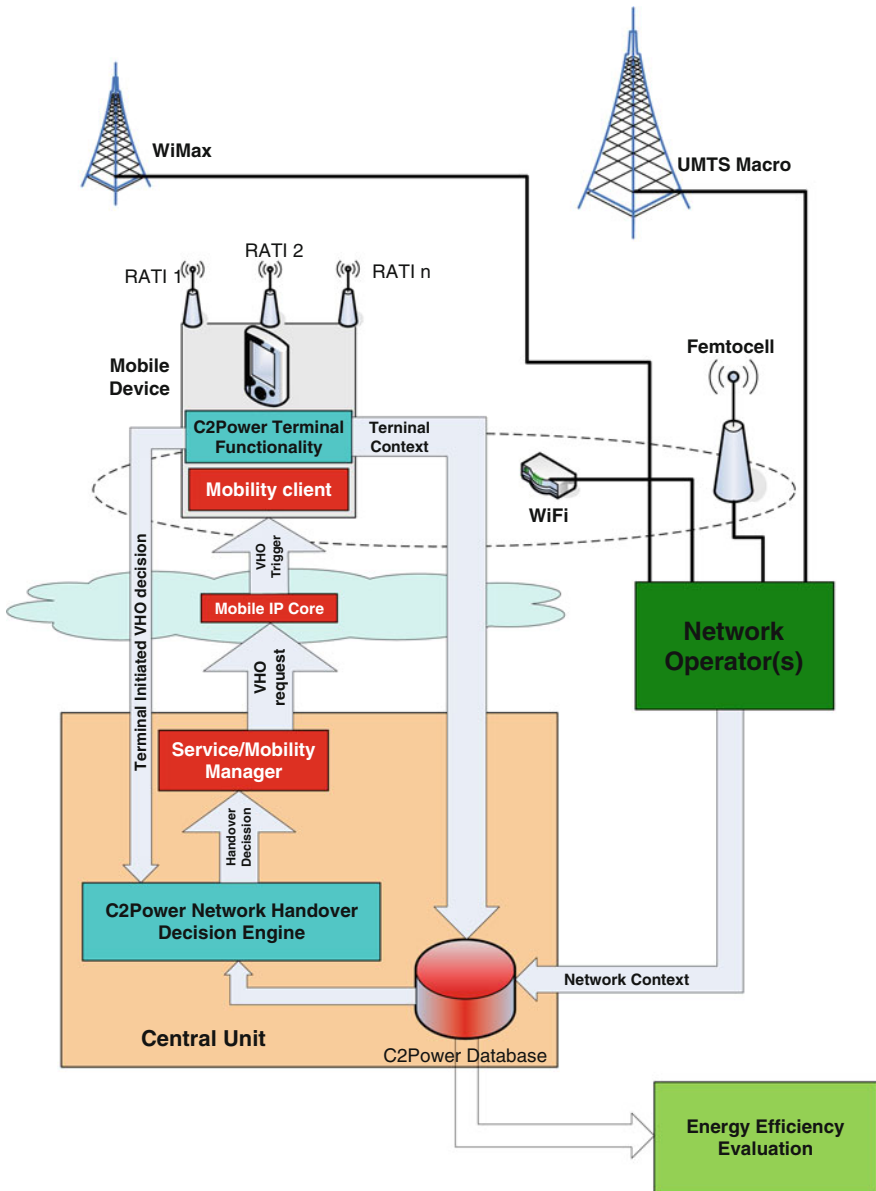 WiMax
UMTS Macro
RATI 1
RATI 2
RATI n
Mobile
Device
Femtocell
C2Power Terminal
Functionality
Terninal
Context
Mobility client
WiFi
VHO
Trigger
Mobile IP Core
Terminal Initiated VHO decision
VHO
request
Network
Operator(s)
Service/Mobility
Manager
Handover
Decission
C2Power Network Handover
Decision Engine
Network Context
Central Unit
C2Power Database
Energy Efficiency
Evaluation